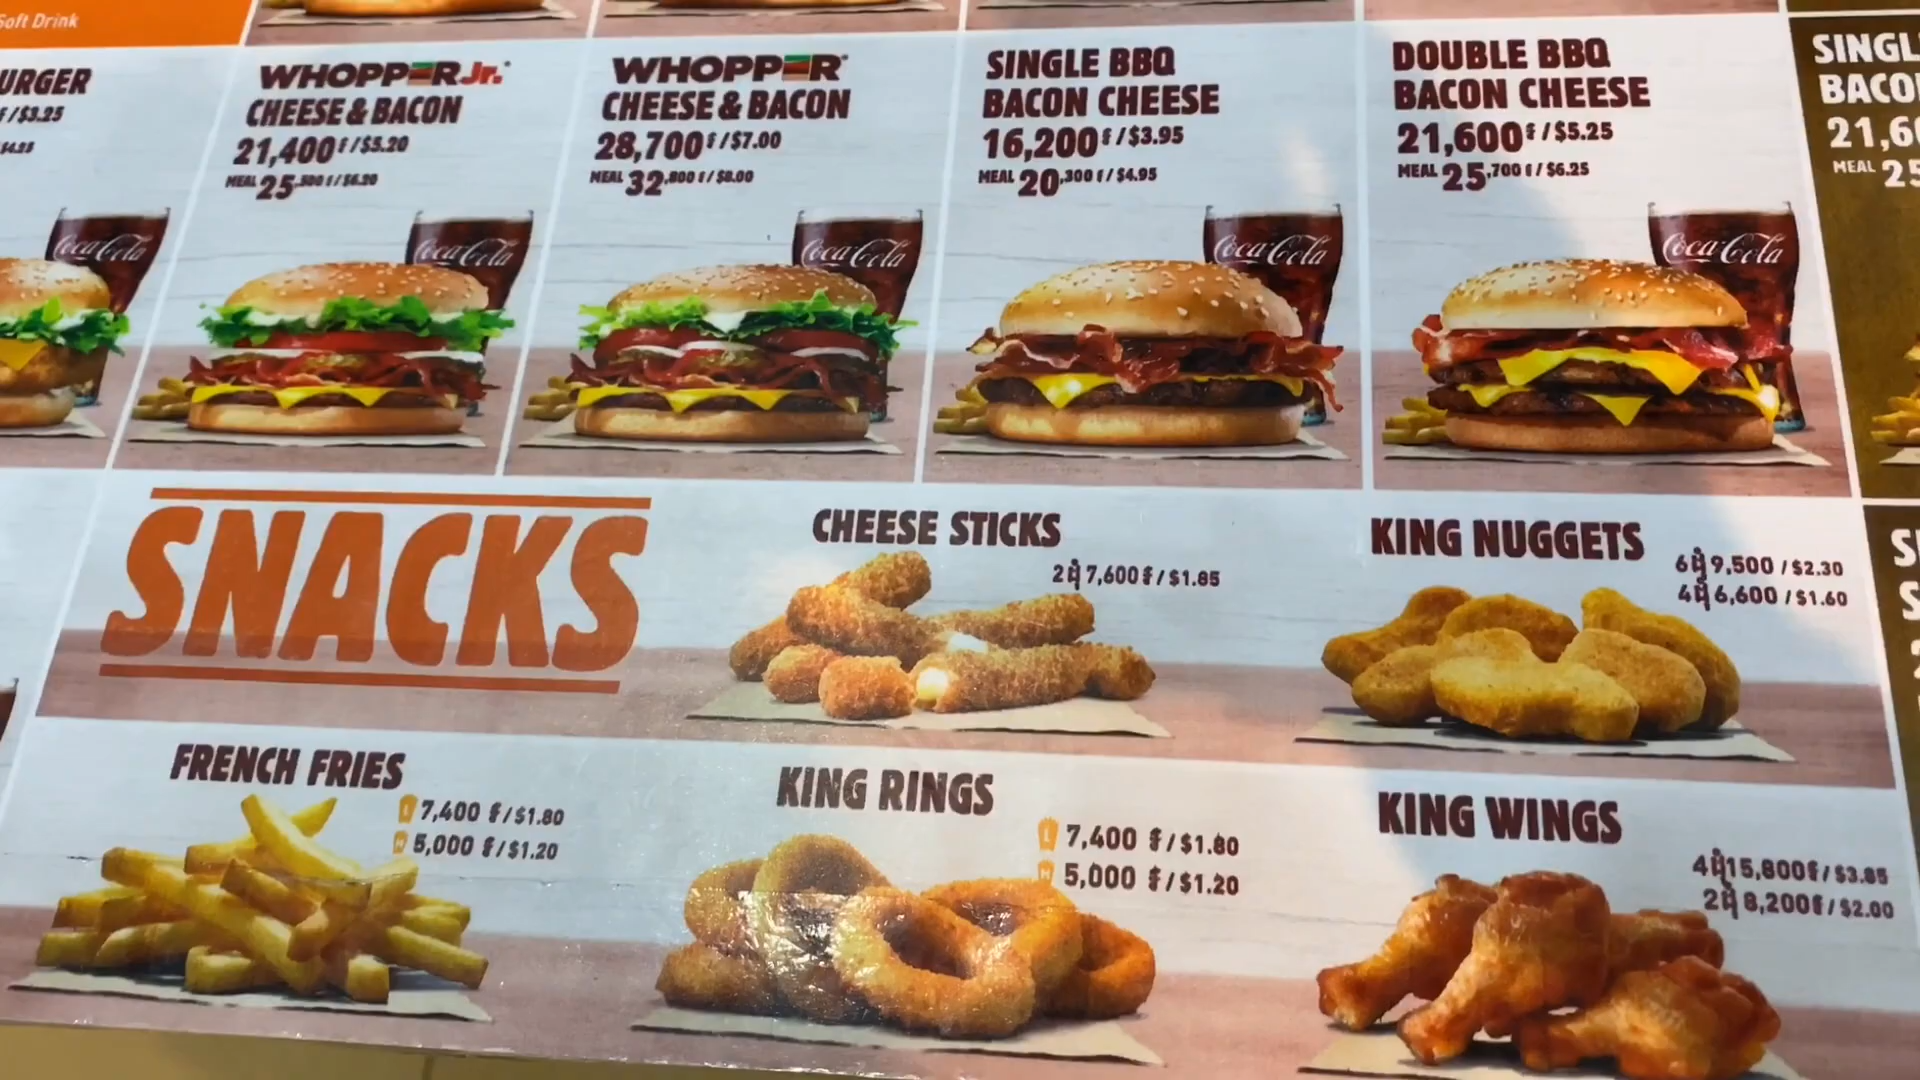 Soft Drink
URGER
/$3.25
WHOPPER Jr.
CHEESE & BACON
21,400៛/$5.20
MEAL 25,500៛/$6.20
WHOPPER
CHEESE & BACON
28,700៛/$7.00
MEAL 32,800៛/$8.00
SINGLE BBQ
BACON CHEESE
16,200៛/$3.95
MEAL 20,300៛/$4.95
DOUBLE BBQ
BACON CHEESE
21,600៛/$5.25
MEAL 25,700៛/$6.25
SINGL
BACO
21,6
MEAL 25
Coca-Cola
Coca-Cola
Coca-Cola
Coca-Cola
Coca-Cola
SNACKS
CHEESE STICKS
2ដុំ 7,600៛/$1.85
KING NUGGETS
6ដុំ 9,500 /$2.30
4ដុំ 6,600 /$1.60
FRENCH FRIES
L 7,400 ៛/$1.80
M 5,000 ៛/$1.20
KING RINGS
L 7,400 ៛/$1.80
M 5,000 ៛/$1.20
KING WINGS
4ដុំ 15,800៛/$3.85
2ដុំ 8,200៛/$2.00